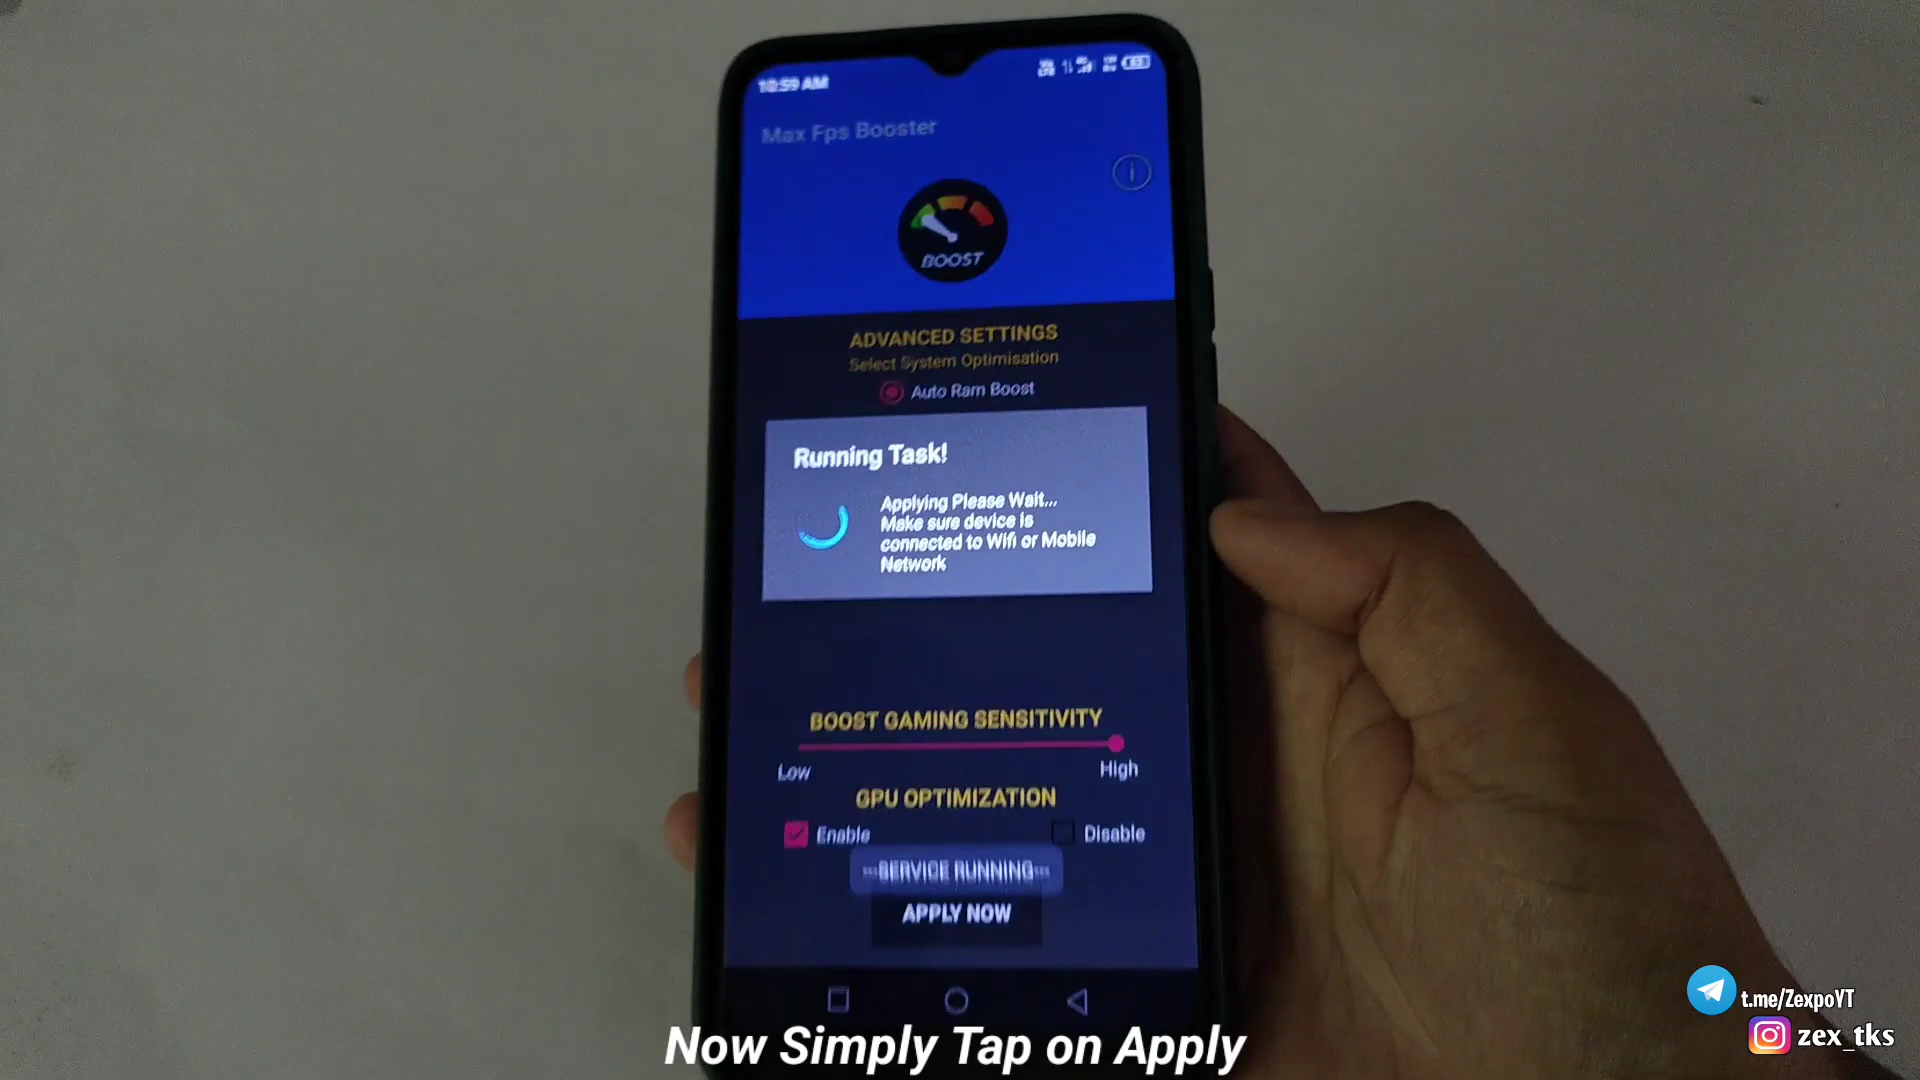 10:59 AM
Max Fps Booster
BOOST
ADVANCED SETTINGS
Select System Optimisation
Auto Ram Boost
Running Task!
Applying Please Wait...
Make sure device is
connected to Wifi or Mobile
Network
BOOST GAMING SENSITIVITY
Low High
GPU OPTIMIZATION
Enable Disable
---SERVICE RUNNING---
APPLY NOW
t.me/ZexpoYT
zex_tks
Now Simply Tap on Apply